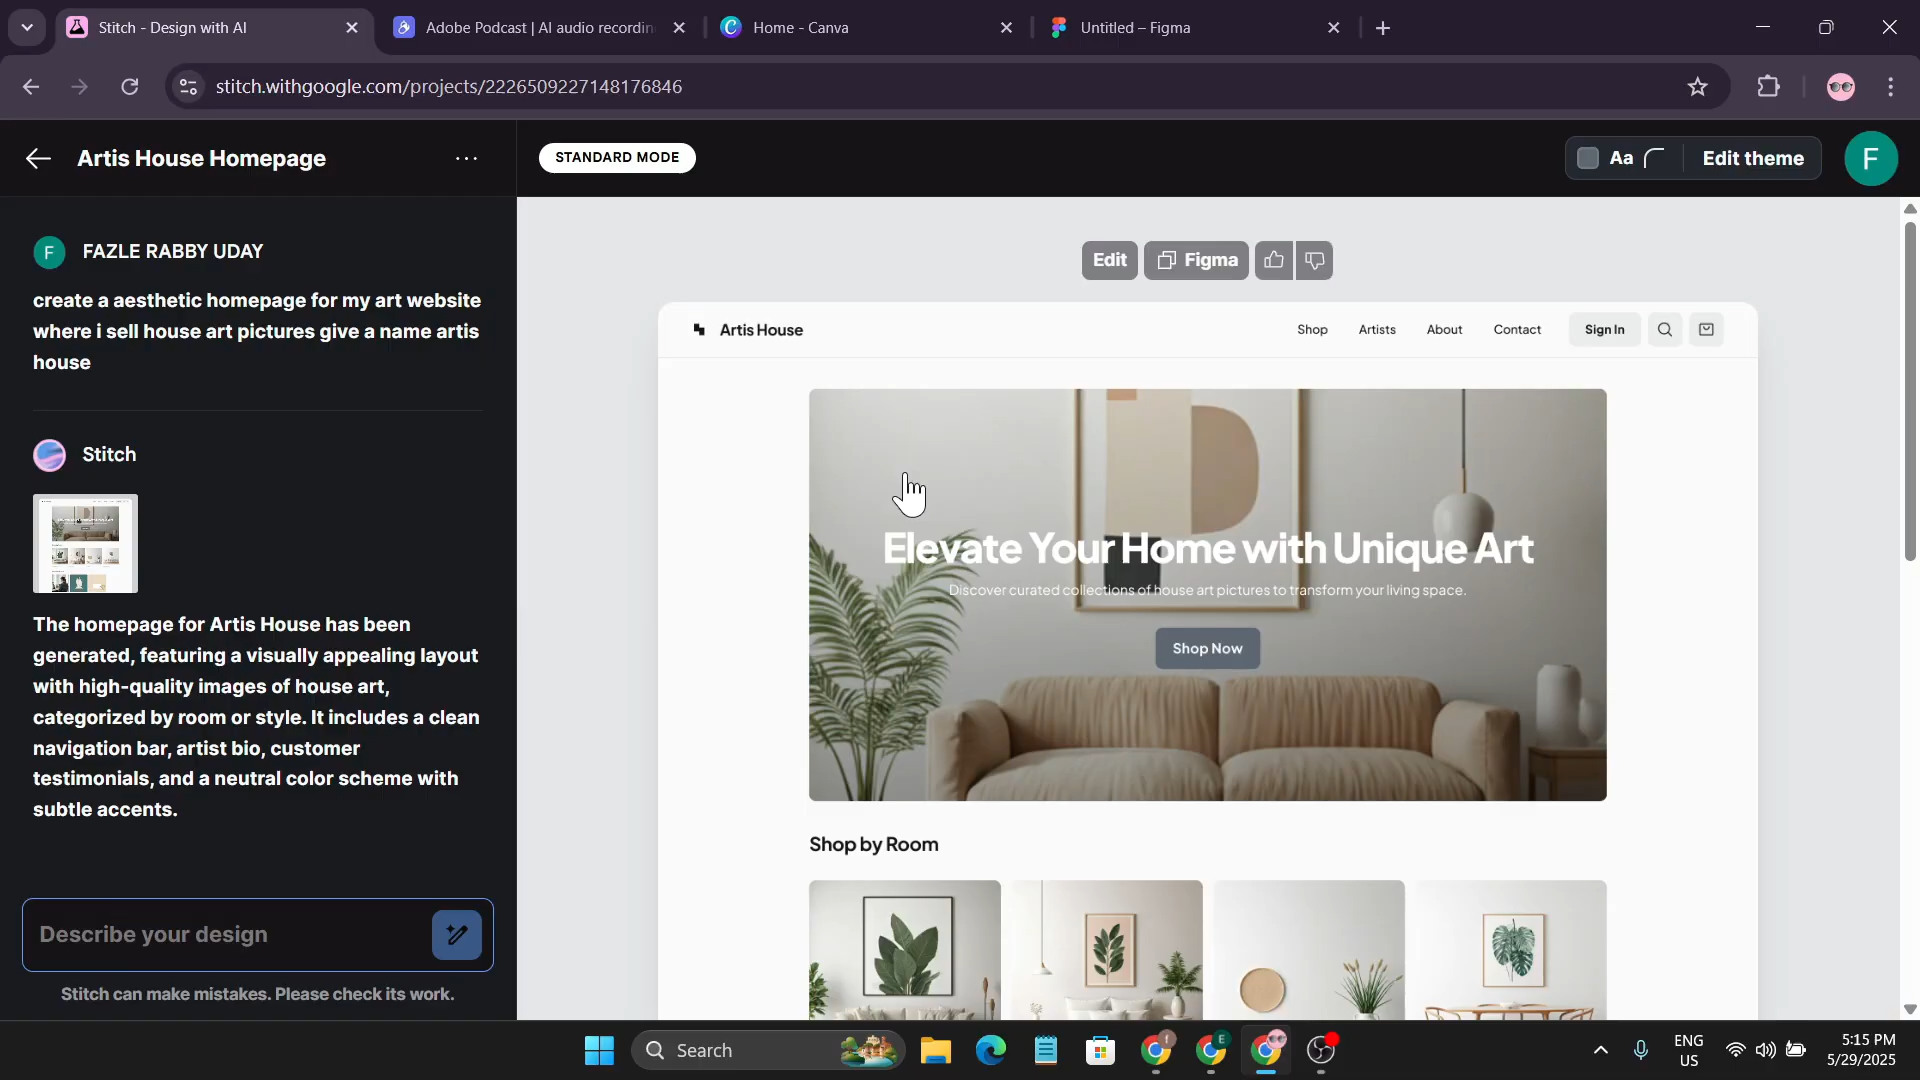 Stitch - Design with AI
Adobe Podcast | AI audio recordin
Home - Canva
Untitled – Figma
stitch.withgoogle.com/projects/2226509227148176846
Artis House Homepage
STANDARD MODE
Aa
Edit theme
F
F
FAZLE RABBY UDAY
create a aesthetic homepage for my art website
where i sell house art pictures give a name artis
house
Stitch
The homepage for Artis House has been
generated, featuring a visually appealing layout
with high-quality images of house art,
categorized by room or style. It includes a clean
navigation bar, artist bio, customer
testimonials, and a neutral color scheme with
subtle accents.
Describe your design
Stitch can make mistakes. Please check its work.
Edit
Figma
Artis House
Shop
Artists
About
Contact
Sign In
Elevate Your Home with Unique Art
Discover curated collections of house art pictures to transform your living space.
Shop Now
Shop by Room
Search
f
E
ENG
US
5:15 PM
5/29/2025